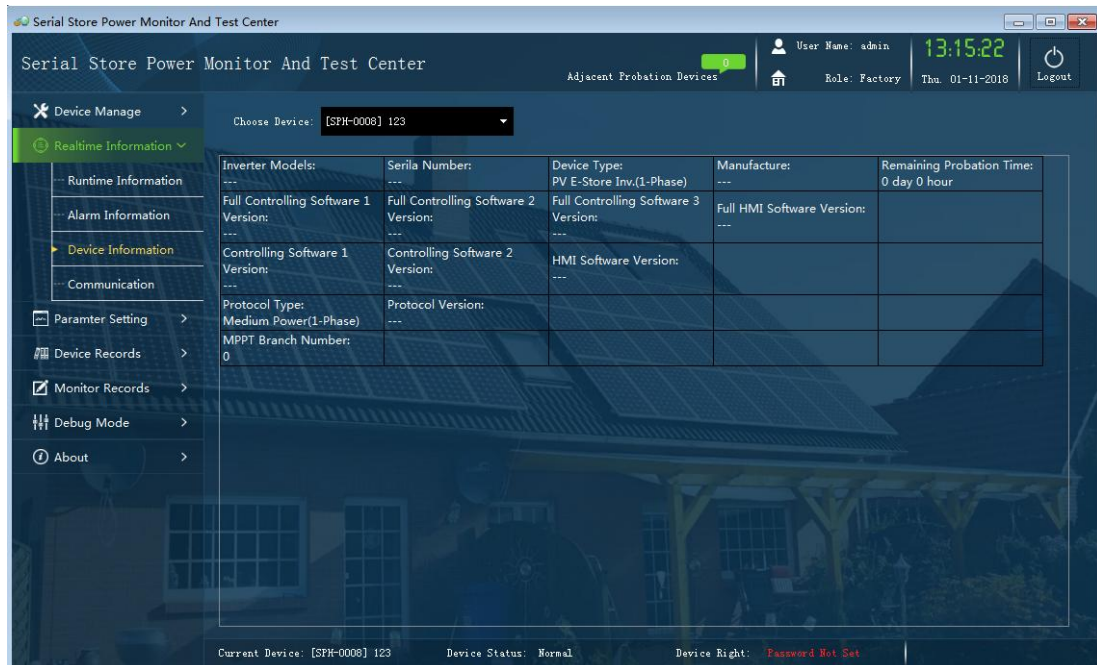 Serial Store Power Monitor And Test Center
Serial Store Power Monitor And Test Center
Adjacent Probation Devices
0
User Name: admin
Role: Factory
13:15:22
Thu. 01-11-2018
Logout
Device Manage >
Realtime Information
Runtime Information
Alarm Information
Device Information
Communication
Paramter Setting >
Device Records >
Monitor Records >
Debug Mode >
About >
Choose Device: [SPH-0008] 123
Inverter Models:
---
Serila Number:
---
Device Type:
PV E-Store Inv.(1-Phase)
Manufacture:
---
Remaining Probation Time:
0 day 0 hour
Full Controlling Software 1
Version:
---
Full Controlling Software 2
Version:
---
Full Controlling Software 3
Version:
---
Full HMI Software Version:
---
Controlling Software 1
Version:
---
Controlling Software 2
Version:
---
HMI Software Version:
---
Protocol Type:
Medium Power(1-Phase)
Protocol Version:
---
MPPT Branch Number:
0
Current Device: [SPH-0008] 123 Device Status: Normal Device Right: Password Not Set